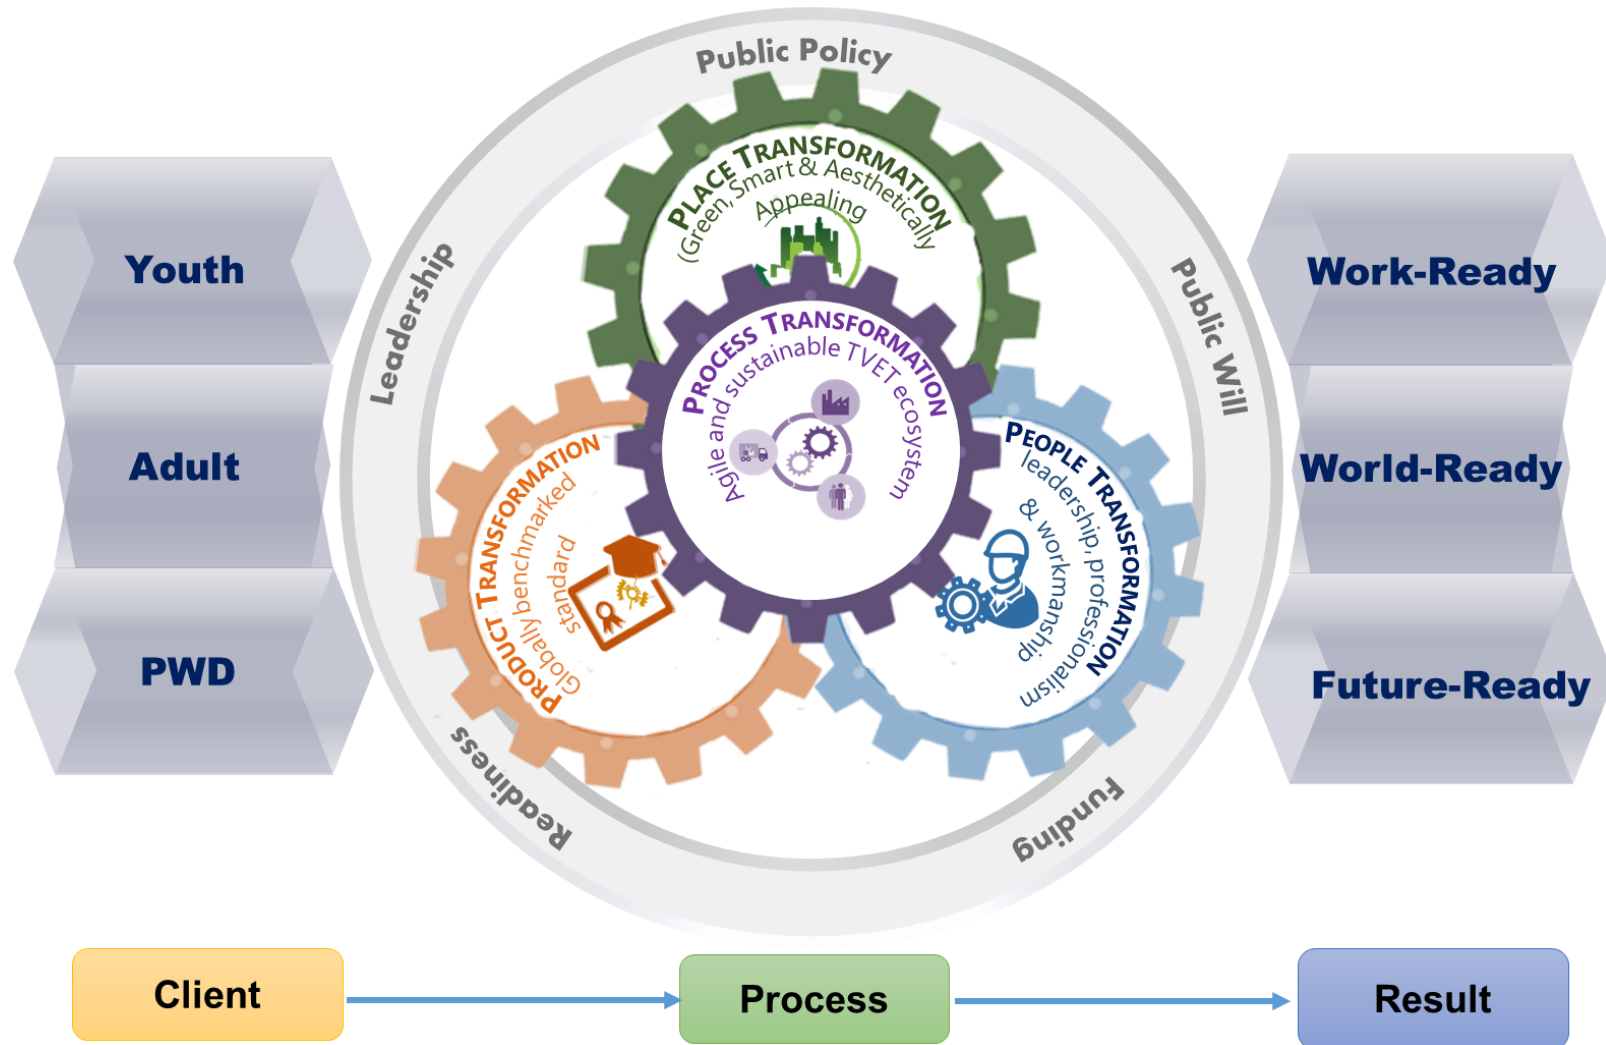 Public Policy
Leadership
Public Will
Readiness
Funding
Youth
Adult
PWD
PLACE TRANSFORMATION
(Green, Smart & Aesthetically
Appealing
PROCESS TRANSFORMATION
Agile and sustainable TVET ecosystem
PRODUCT TRANSFORMATION
Globally benchmarked
standard
PEOPLE TRANSFORMATION
leadership, professionalism
& workmanship
Work-Ready
World-Ready
Future-Ready
Client
Process
Result